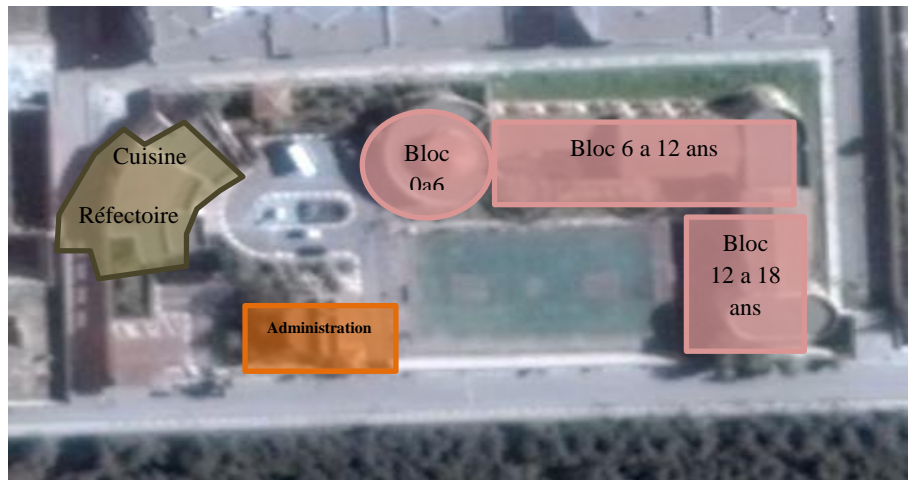 Cuisine
Réfectoire
Bloc
0a6
Bloc 6 a 12 ans
Bloc
12 a 18
ans
Administration